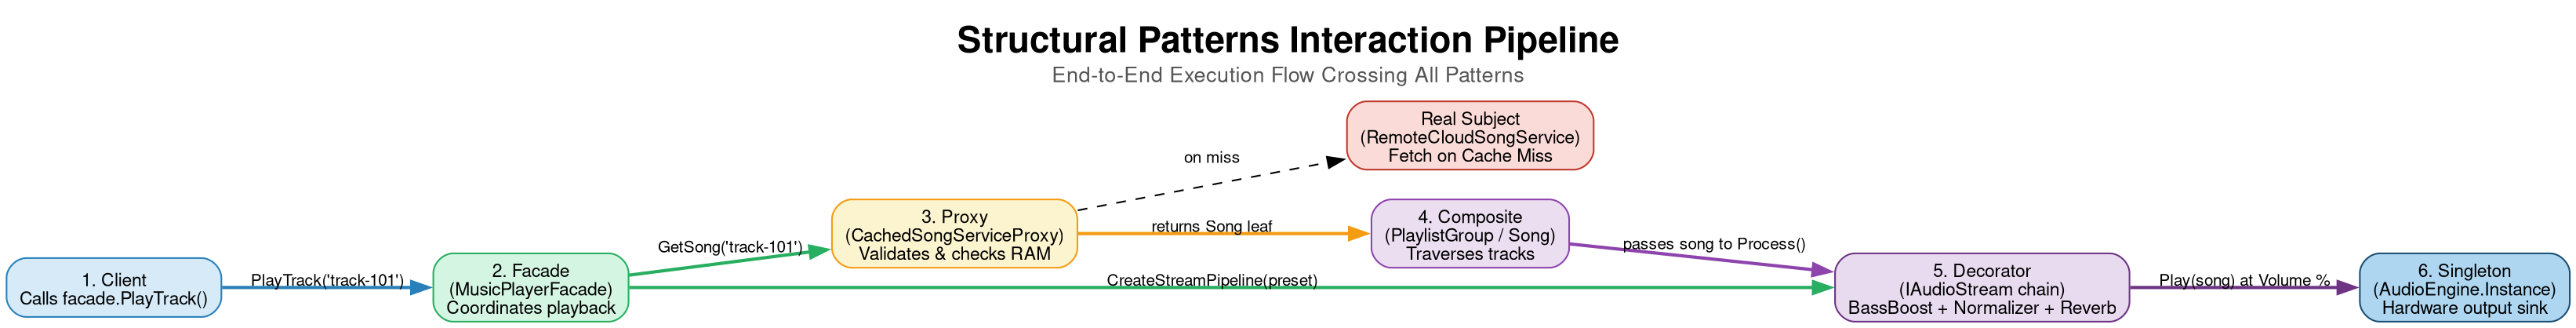 Structural Patterns Interaction Pipeline
End-to-End Execution Flow Crossing All Patterns
1. Client
Calls facade.PlayTrack()
PlayTrack('track-101')
2. Facade
(MusicPlayerFacade)
Coordinates playback
GetSong('track-101')
CreateStreamPipeline(preset)
3. Proxy
(CachedSongServiceProxy)
Validates & checks RAM
on miss
Real Subject
(RemoteCloudSongService)
Fetch on Cache Miss
returns Song leaf
4. Composite
(PlaylistGroup / Song)
Traverses tracks
passes song to Process()
5. Decorator
(IAudioStream chain)
BassBoost + Normalizer + Reverb
Play(song) at Volume %
6. Singleton
(AudioEngine.Instance)
Hardware output sink